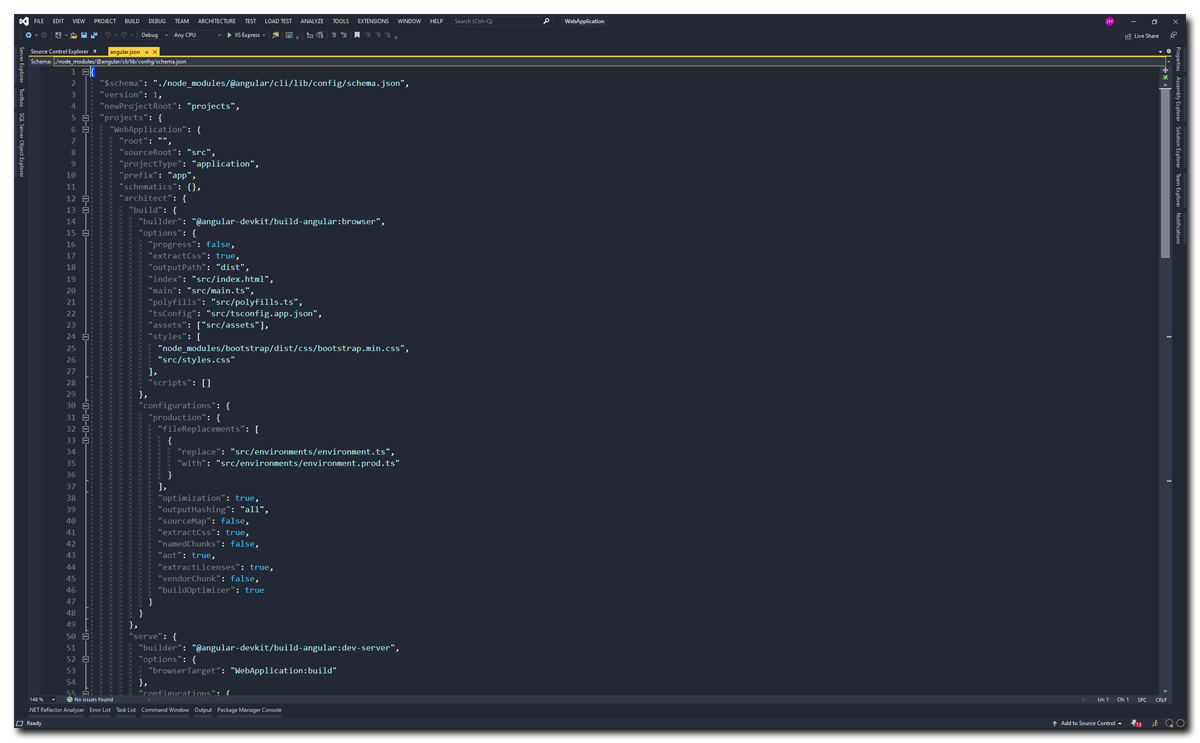 FILE EDIT VIEW PROJECT BUILD DEBUG TEAM ARCHITECTURE TEST LOAD TEST ANALYZE TOOLS EXTENSIONS WINDOW HELP Search (Ctrl+Q) WebApplication JH
Debug Any CPU IIS Express Live Share
Source Control Explorer angular.json
Schema: ./node_modules/@angular/cli/lib/config/schema.json
Server Explorer
Toolbox
SQL Server Object Explorer
1 {
2 "$schema": "./node_modules/@angular/cli/lib/config/schema.json",
3 "version": 1,
4 "newProjectRoot": "projects",
5 "projects": {
6 "WebApplication": {
7 "root": "",
8 "sourceRoot": "src",
9 "projectType": "application",
10 "prefix": "app",
11 "schematics": {},
12 "architect": {
13 "build": {
14 "builder": "@angular-devkit/build-angular:browser",
15 "options": {
16 "progress": false,
17 "extractCss": true,
18 "outputPath": "dist",
19 "index": "src/index.html",
20 "main": "src/main.ts",
21 "polyfills": "src/polyfills.ts",
22 "tsConfig": "src/tsconfig.app.json",
23 "assets": ["src/assets"],
24 "styles": [
25 "node_modules/bootstrap/dist/css/bootstrap.min.css",
26 "src/styles.css"
27 ],
28 "scripts": []
29 },
30 "configurations": {
31 "production": {
32 "fileReplacements": [
33 {
34 "replace": "src/environments/environment.ts",
35 "with": "src/environments/environment.prod.ts"
36 }
37 ],
38 "optimization": true,
39 "outputHashing": "all",
40 "sourceMap": false,
41 "extractCss": true,
42 "namedChunks": false,
43 "aot": true,
44 "extractLicenses": true,
45 "vendorChunk": false,
46 "buildOptimizer": true
47 }
48 }
49 },
50 "serve": {
51 "builder": "@angular-devkit/build-angular:dev-server",
52 "options": {
53 "browserTarget": "WebApplication:build"
54 },
55 "configurations": {
Properties
Assembly Explorer
Solution Explorer
Team Explorer
Notifications
148 % No issues found Ln: 1 Ch: 1 SPC CRLF
.NET Reflector Analyzer Error List Task List Command Window Output Package Manager Console
Ready Add to Source Control 13